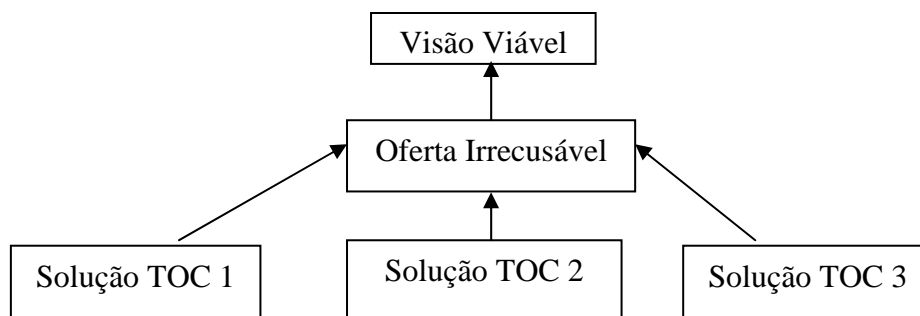 Visão Viável
Oferta Irrecusável
Solução TOC 1
Solução TOC 2
Solução TOC 3